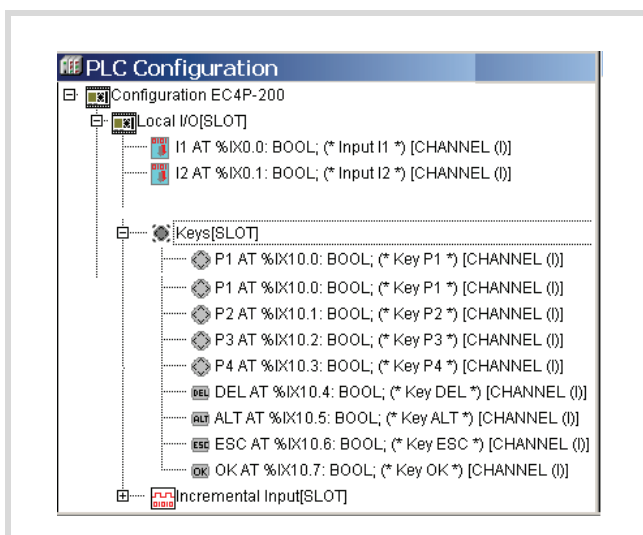 PLC Configuration
Configuration EC4P-200
Local I/O[SLOT]
I1 AT %IX0.0: BOOL; (* Input I1 *) [CHANNEL (I)]
I2 AT %IX0.1: BOOL; (* Input I2 *) [CHANNEL (I)]
Keys[SLOT]
P1 AT %IX10.0: BOOL; (* Key P1 *) [CHANNEL (I)]
P1 AT %IX10.0: BOOL; (* Key P1 *) [CHANNEL (I)]
P2 AT %IX10.1: BOOL; (* Key P2 *) [CHANNEL (I)]
P3 AT %IX10.2: BOOL; (* Key P3 *) [CHANNEL (I)]
P4 AT %IX10.3: BOOL; (* Key P4 *) [CHANNEL (I)]
DEL DEL AT %IX10.4: BOOL; (* Key DEL *) [CHANNEL (I)]
ALT ALT AT %IX10.5: BOOL; (* Key ALT *) [CHANNEL (I)]
ESC ESC AT %IX10.6: BOOL; (* Key ESC *) [CHANNEL (I)]
OK OK AT %IX10.7: BOOL; (* Key OK *) [CHANNEL (I)]
Incremental Input[SLOT]